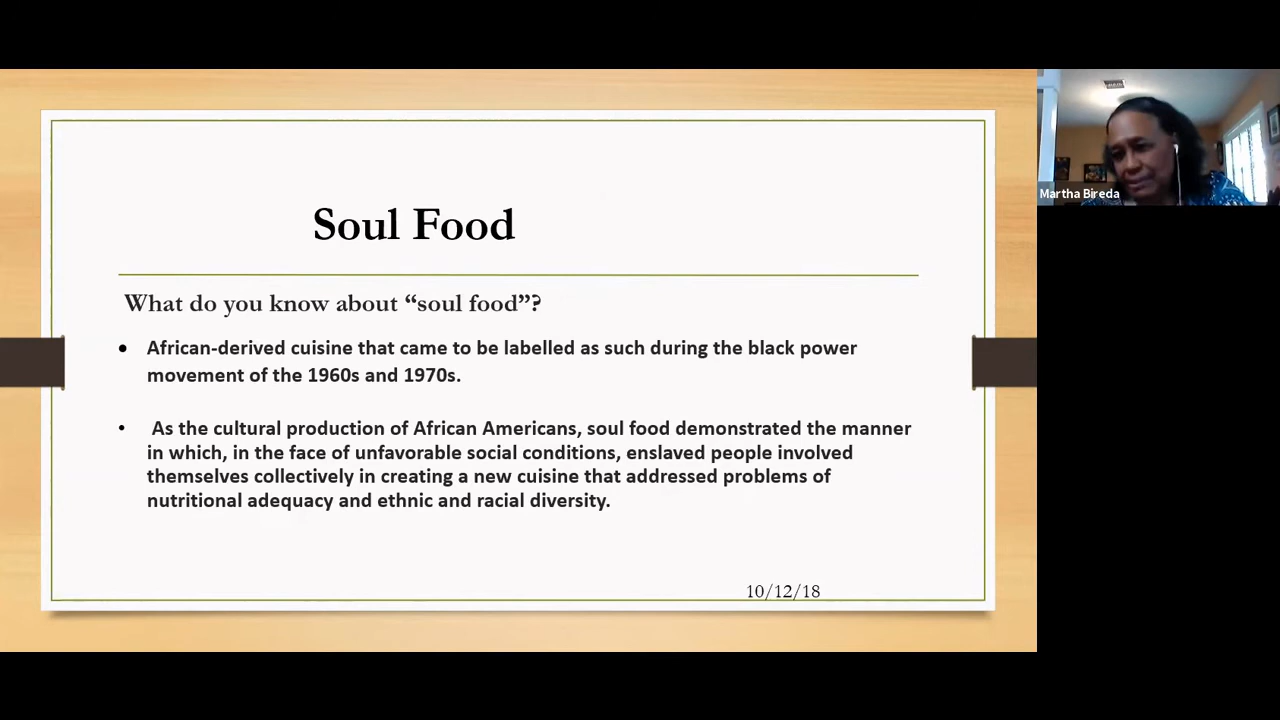 Soul Food
What do you know about “soul food”?
• African-derived cuisine that came to be labelled as such during the black power
movement of the 1960s and 1970s.
• As the cultural production of African Americans, soul food demonstrated the manner
in which, in the face of unfavorable social conditions, enslaved people involved
themselves collectively in creating a new cuisine that addressed problems of
nutritional adequacy and ethnic and racial diversity.
10/12/18
Martha Bireda